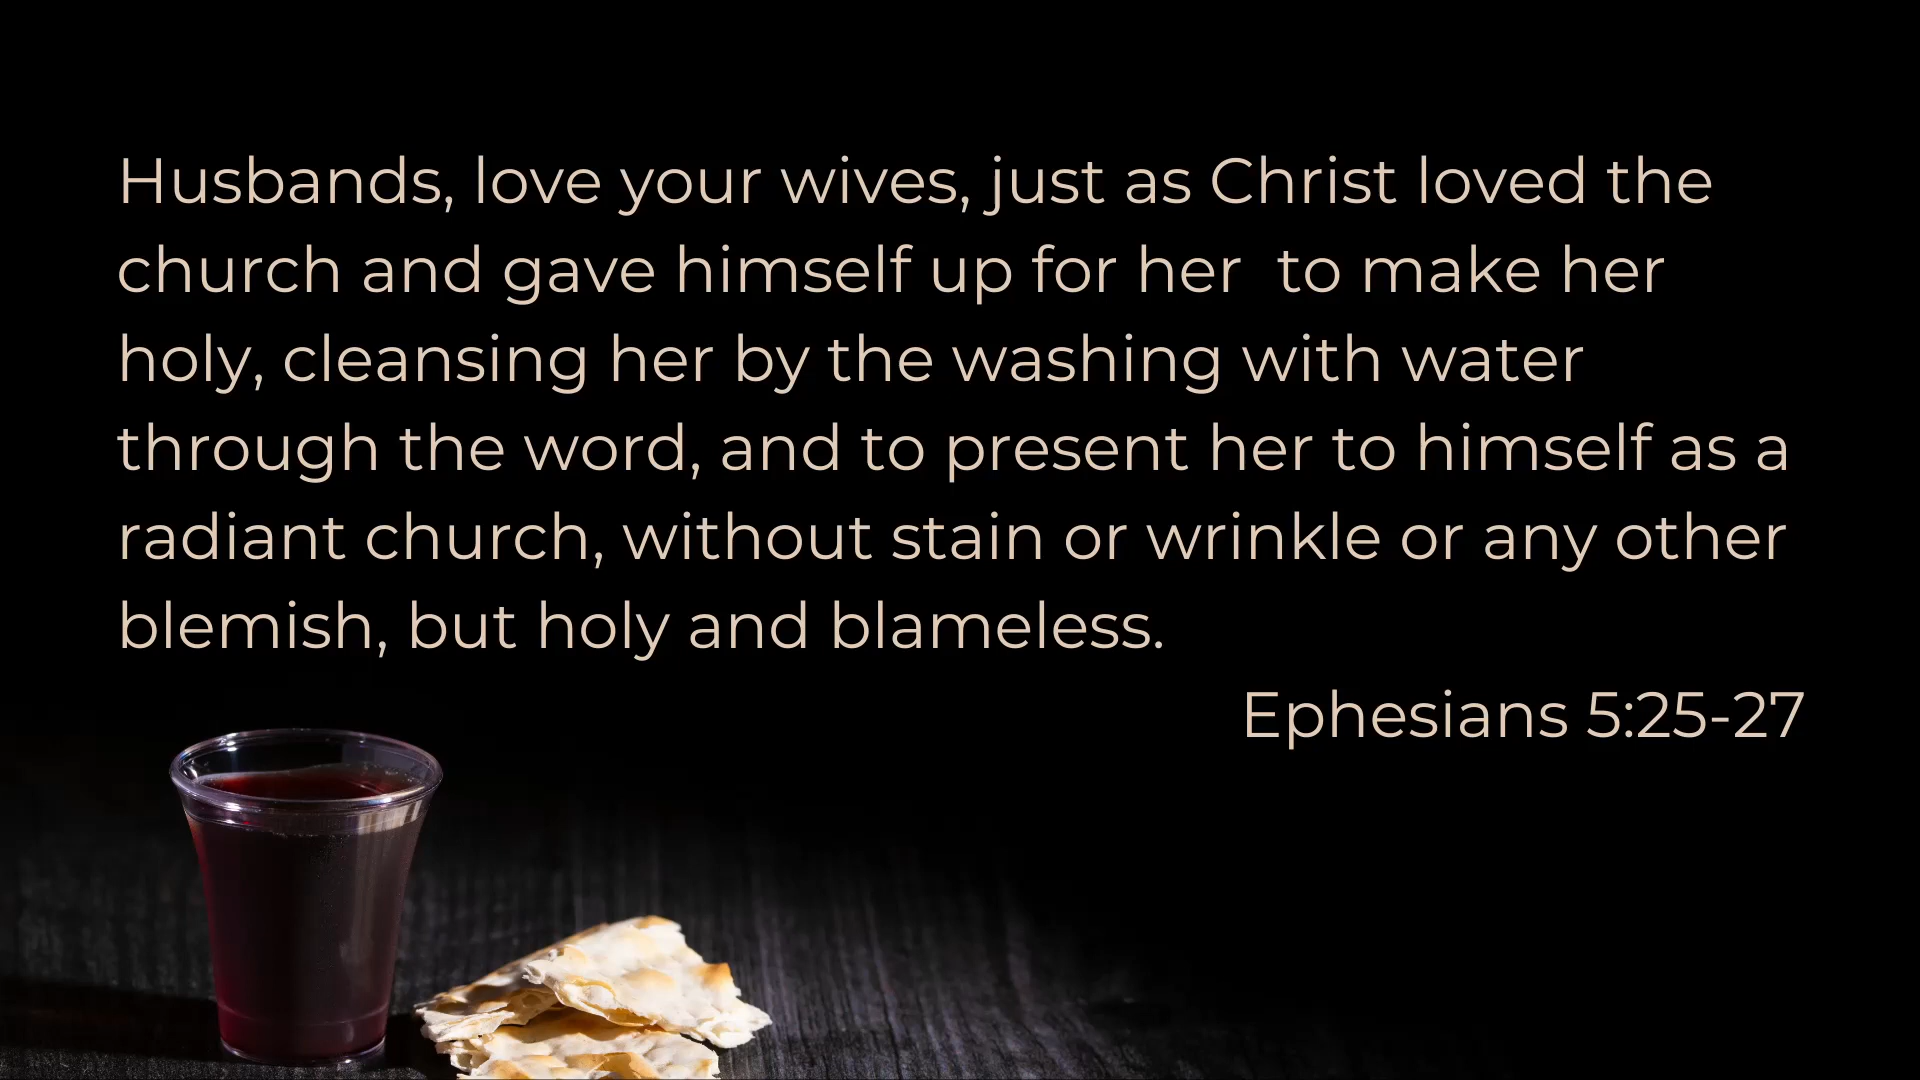 Husbands, love your wives, just as Christ loved the
church and gave himself up for her  to make her
holy, cleansing her by the washing with water
through the word, and to present her to himself as a
radiant church, without stain or wrinkle or any other
blemish, but holy and blameless.
Ephesians 5:25-27